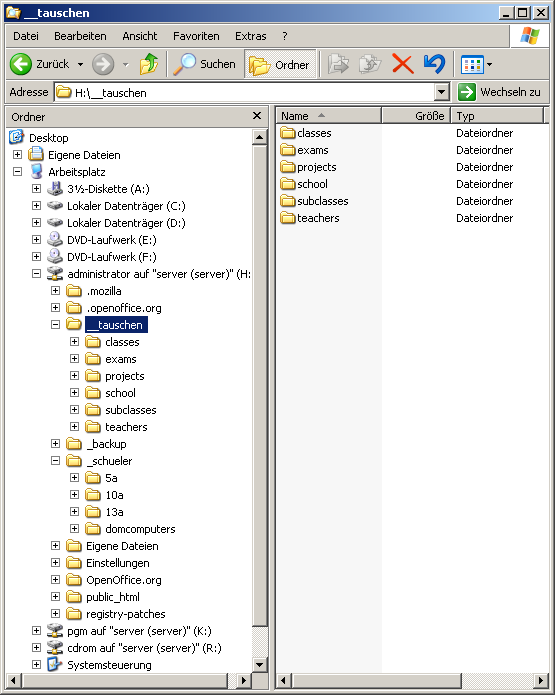 __tauschen
Datei Bearbeiten Ansicht Favoriten Extras ?
Zurück Suchen Ordner
Adresse H:\__tauschen Wechseln zu
Ordner
Desktop
Eigene Dateien
Arbeitsplatz
3½-Diskette (A:)
Lokaler Datenträger (C:)
Lokaler Datenträger (D:)
DVD-Laufwerk (E:)
DVD-Laufwerk (F:)
administrator auf "server (server)" (H:
.mozilla
.openoffice.org
__tauschen
classes
exams
projects
school
subclasses
teachers
_backup
_schueler
5a
10a
13a
domcomputers
Eigene Dateien
Einstellungen
OpenOffice.org
public_html
registry-patches
pgm auf "server (server)" (K:)
cdrom auf "server (server)" (R:)
Systemsteuerung
Name Größe Typ
classes Dateiordner
exams Dateiordner
projects Dateiordner
school Dateiordner
subclasses Dateiordner
teachers Dateiordner